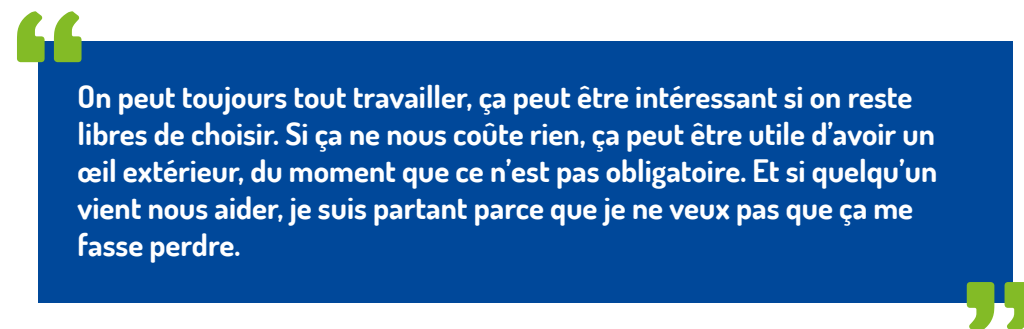 On peut toujours tout travailler, ça peut être intéressant si on reste
libres de choisir. Si ça ne nous coûte rien, ça peut être utile d’avoir un
œil extérieur, du moment que ce n’est pas obligatoire. Et si quelqu’un
vient nous aider, je suis partant parce que je ne veux pas que ça me
fasse perdre.